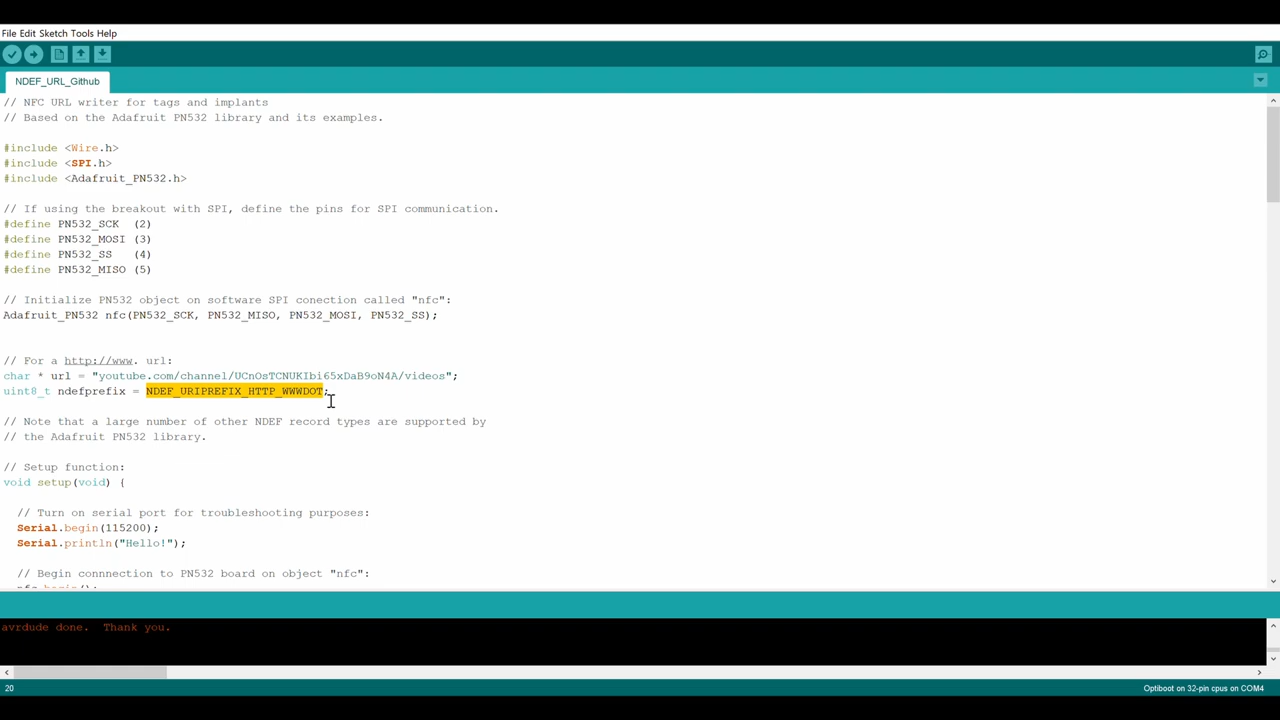 File Edit Sketch Tools Help
NDEF_URL_Github
// NFC URL writer for tags and implants
// Based on the Adafruit PN532 library and its examples.
#include <Wire.h>
#include <SPI.h>
#include <Adafruit_PN532.h>
// If using the breakout with SPI, define the pins for SPI communication.
#define PN532_SCK  (2)
#define PN532_MOSI (3)
#define PN532_SS   (4)
#define PN532_MISO (5)
// Initialize PN532 object on software SPI conection called "nfc":
Adafruit_PN532 nfc(PN532_SCK, PN532_MISO, PN532_MOSI, PN532_SS);
// For a http://www. url:
char * url = "youtube.com/channel/UCnOsTCNUKIbi65xDaB9oN4A/videos";
uint8_t ndefprefix = NDEF_URIPREFIX_HTTP_WWWDOT;
// Note that a large number of other NDEF record types are supported by
// the Adafruit PN532 library.
// Setup function:
void setup(void) {
// Turn on serial port for troubleshooting purposes:
Serial.begin(115200);
Serial.println("Hello!");
// Begin connnection to PN532 board on object "nfc":
nfc.begin();
avrdude done.  Thank you.
20
Optiboot on 32-pin cpus on COM4